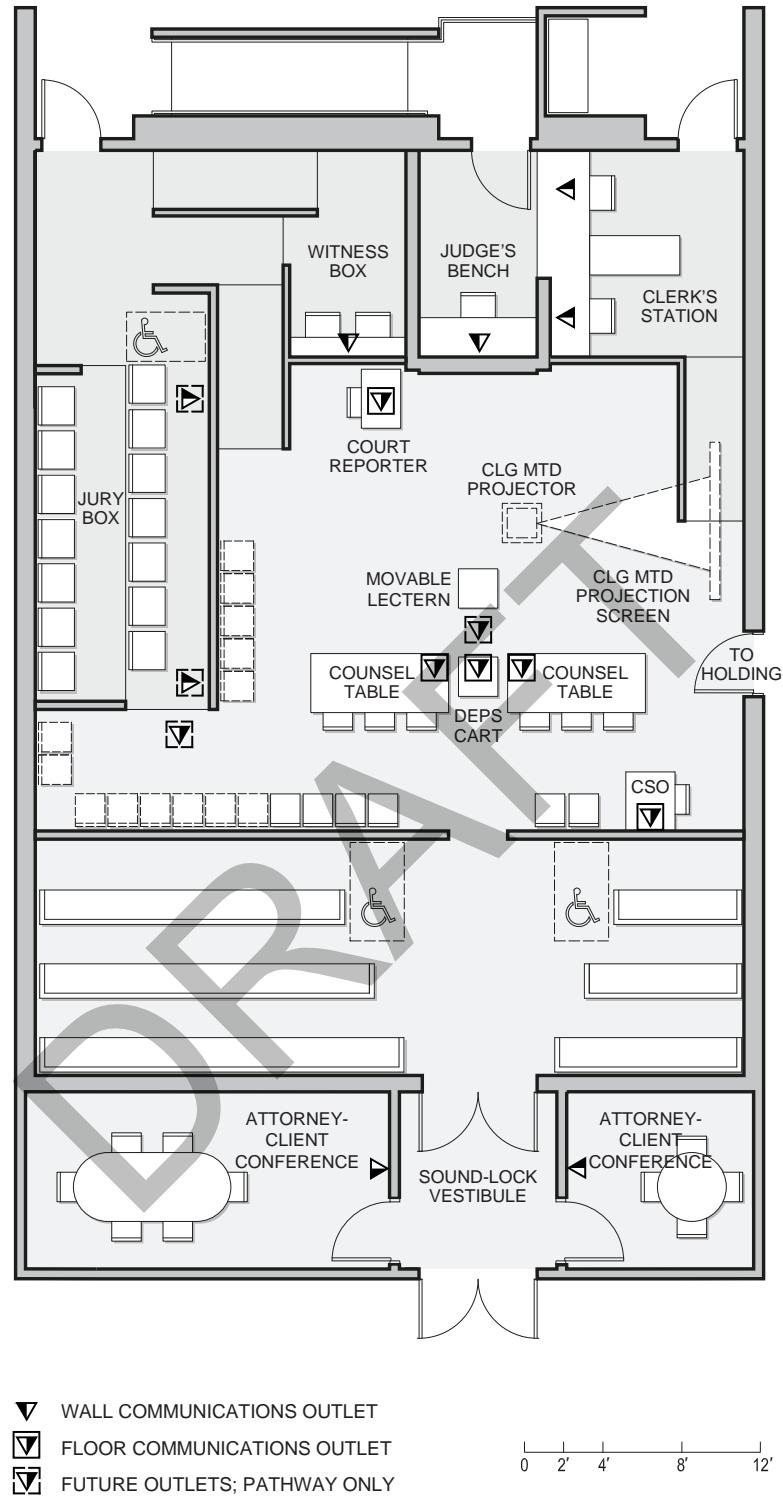 WITNESS
BOX
JUDGE'S
BENCH
CLERK'S
STATION
COURT
REPORTER
CLG MTD
PROJECTOR
JURY
BOX
MOVABLE
LECTERN
CLG MTD
PROJECTION
SCREEN
TO
HOLDING
COUNSEL
TABLE
COUNSEL
TABLE
DEPS
CART
CSO
DRAFT
ATTORNEY-
CLIENT
CONFERENCE
SOUND-LOCK
VESTIBULE
ATTORNEY-
CLIENT
CONFERENCE
WALL COMMUNICATIONS OUTLET
FLOOR COMMUNICATIONS OUTLET
FUTURE OUTLETS; PATHWAY ONLY
0 2′ 4′ 8′ 12′